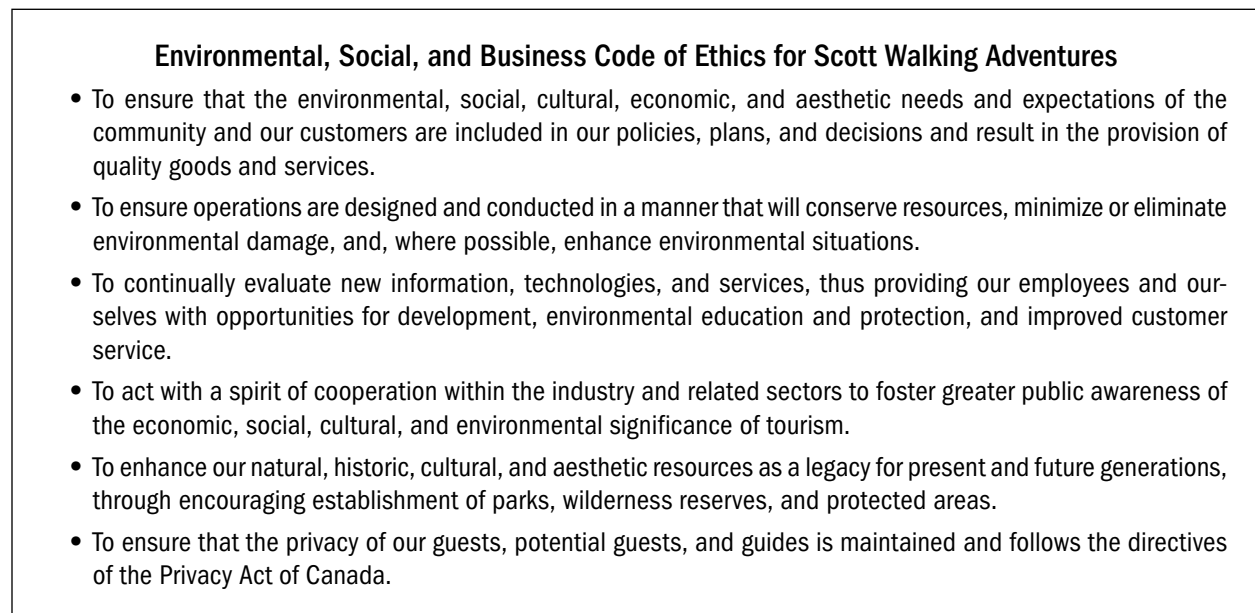 Environmental, Social, and Business Code of Ethics for Scott Walking Adventures
• To ensure that the environmental, social, cultural, economic, and aesthetic needs and expectations of the
community and our customers are included in our policies, plans, and decisions and result in the provision of
quality goods and services.
• To ensure operations are designed and conducted in a manner that will conserve resources, minimize or eliminate
environmental damage, and, where possible, enhance environmental situations.
• To continually evaluate new information, technologies, and services, thus providing our employees and our-
selves with opportunities for development, environmental education and protection, and improved customer
service.
• To act with a spirit of cooperation within the industry and related sectors to foster greater public awareness of
the economic, social, cultural, and environmental significance of tourism.
• To enhance our natural, historic, cultural, and aesthetic resources as a legacy for present and future generations,
through encouraging establishment of parks, wilderness reserves, and protected areas.
• To ensure that the privacy of our guests, potential guests, and guides is maintained and follows the directives
of the Privacy Act of Canada.